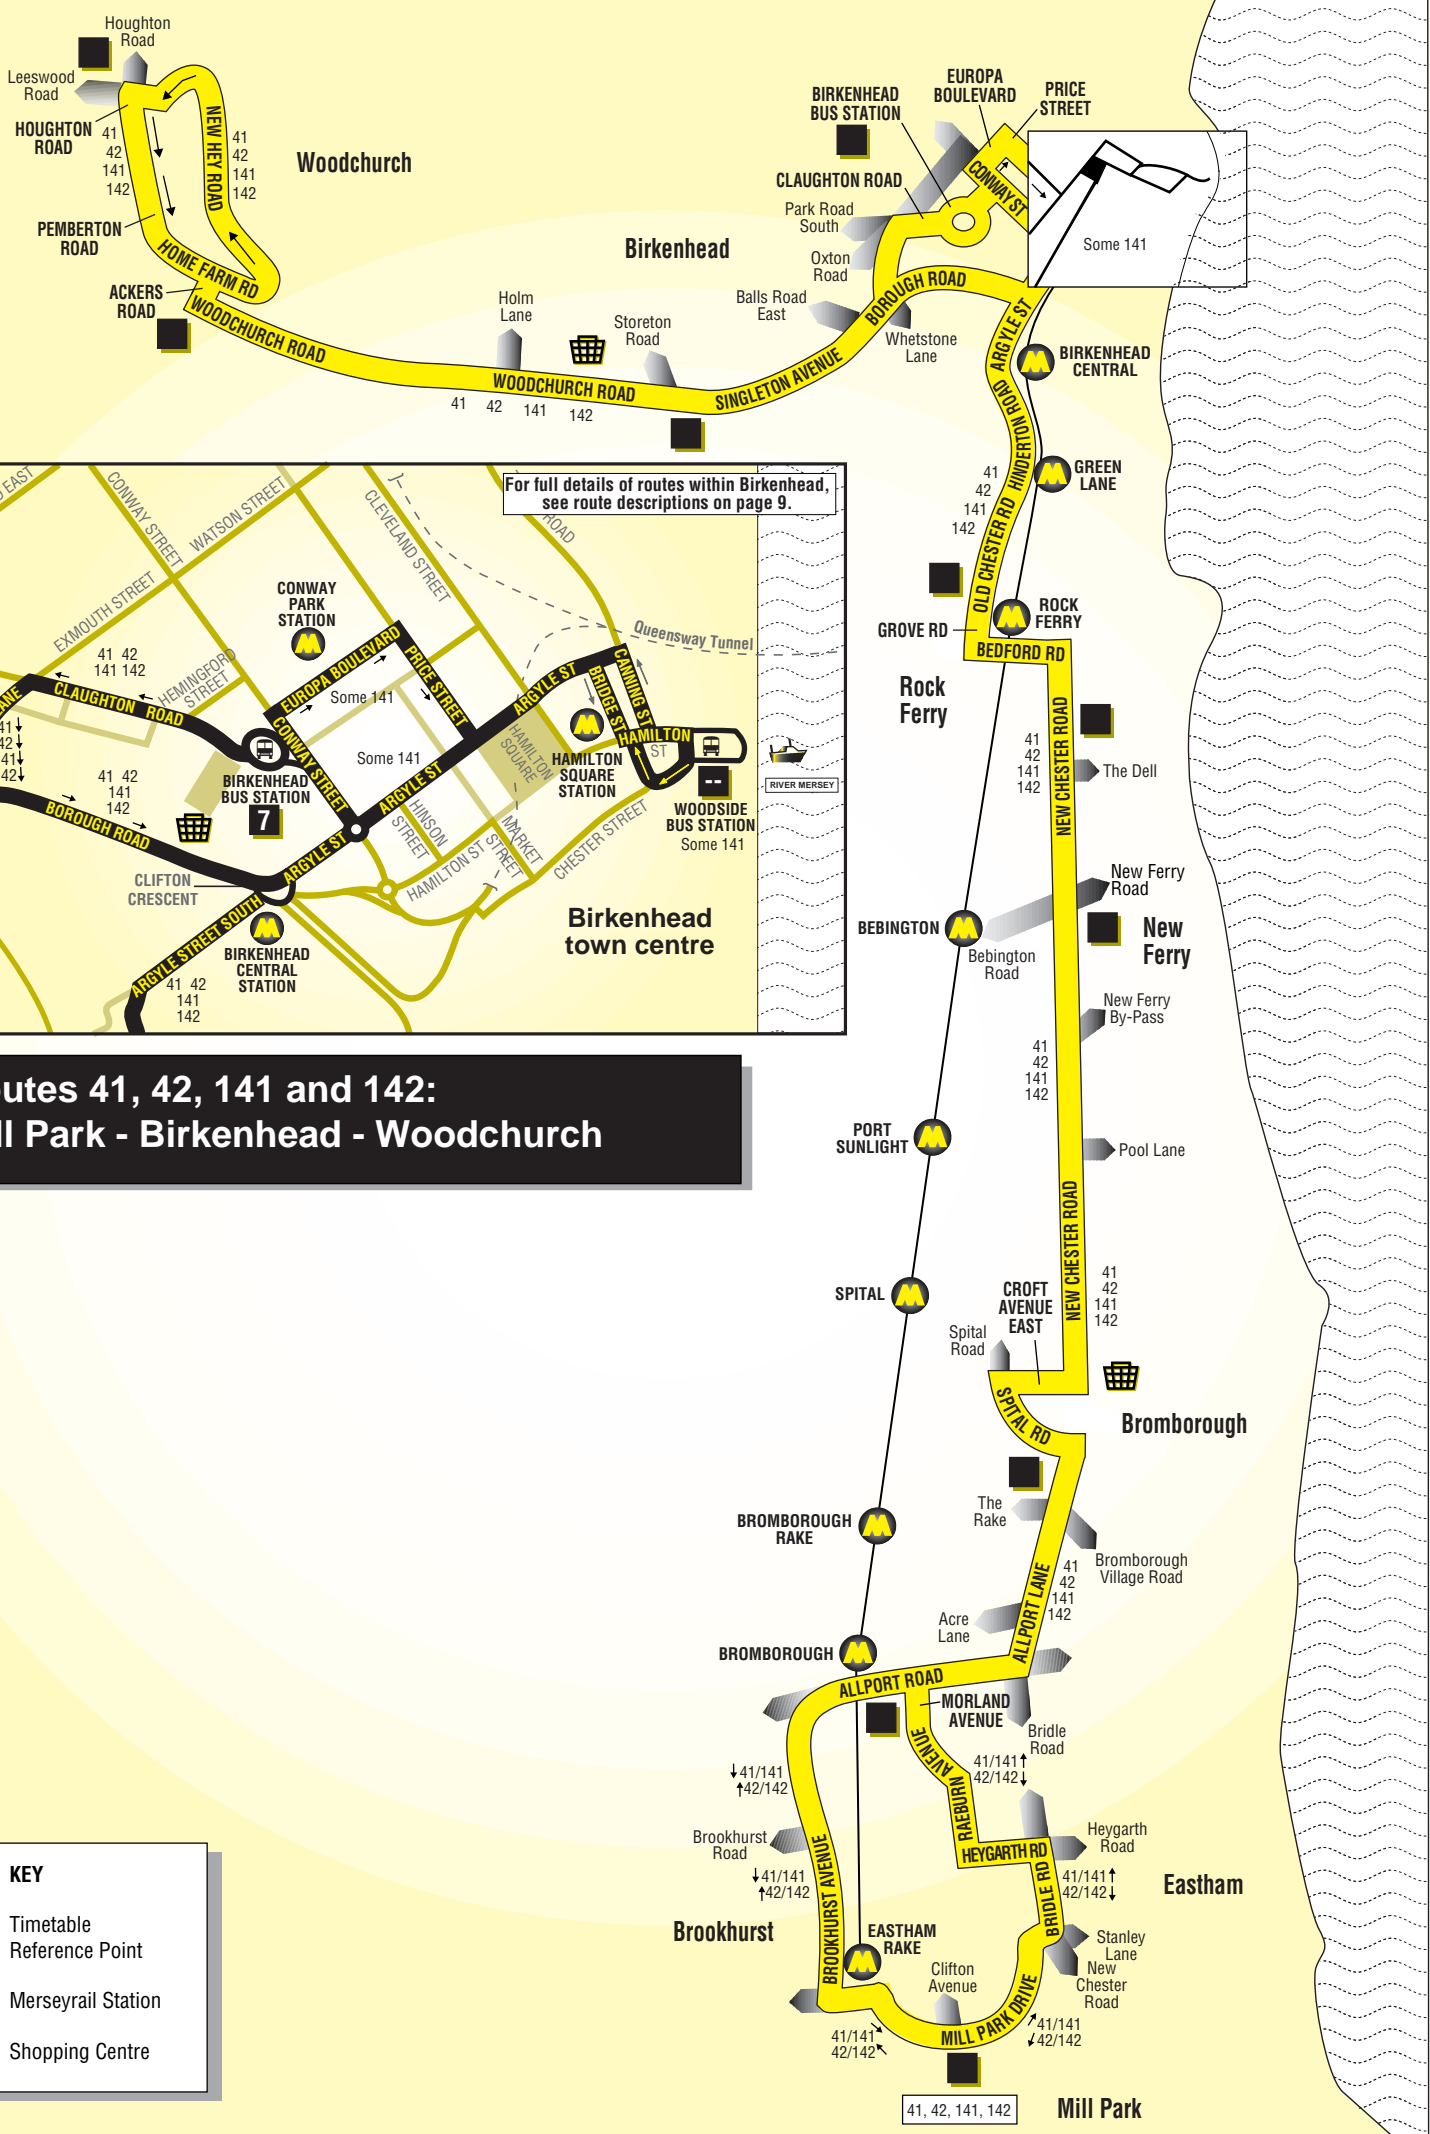 Houghton
Road
Leeswood
Road
HOUGHTON
ROAD
41
42
141
142
NEW HEY ROAD
41
42
141
142
Woodchurch
PEMBERTON
ROAD
HOME FARM RD
ACKERS
ROAD
WOODCHURCH ROAD
Holm
Lane
Storeton
Road
WOODCHURCH ROAD
41 42 141 142
SINGLETON AVENUE
Birkenhead
EUROPA
BOULEVARD
PRICE
STREET
BIRKENHEAD
BUS STATION
CLAUGHTON ROAD
CONWAY ST
Park Road
South
Oxton
Road
Balls Road
East
BOROUGH ROAD
Whetstone
Lane
Some 141
ARGYLE ST
BIRKENHEAD
CENTRAL
HINDERTON ROAD
GREEN
LANE
41
42
141
142
OLD CHESTER RD
ROCK
FERRY
GROVE RD
BEDFORD RD
Rock
Ferry
For full details of routes within Birkenhead,
see route descriptions on page 9.
EAST
CONWAY STREET
WATSON STREET
CLEVELAND STREET
ROAD
EXMOUTH STREET
CONWAY
PARK
STATION
Queensway Tunnel
41 42
141 142
HEMINGFORD
STREET
EUROPA BOULEVARD
PRICE STREET
Some 141
ARGYLE ST
CANNING ST
BRIDGE ST
LANE
CLAUGHTON ROAD
41
42
41
42
CONWAY STREET
Some 141
HAMILTON
SQUARE
HAMILTON
ST
HAMILTON
SQUARE
STATION
ARGYLE ST
BIRKENHEAD
BUS STATION
7
41 42
141
142
BOROUGH ROAD
--
WOODSIDE
BUS STATION
Some 141
RIVER MERSEY
HINSON
STREET
MARKET
STREET
CHESTER STREET
HAMILTON ST
ARGYLE ST
CLIFTON
CRESCENT
ARGYLE STREET SOUTH
BIRKENHEAD
CENTRAL
STATION
41 42
141
142
Birkenhead
town centre
utes 41, 42, 141 and 142:
ll Park - Birkenhead - Woodchurch
NEW CHESTER ROAD
41
42
141
142
The Dell
New Ferry
Road
BEBINGTON
Bebington
Road
New
Ferry
New Ferry
By-Pass
41
42
141
142
PORT
SUNLIGHT
Pool Lane
NEW CHESTER ROAD
SPITAL
41
42
141
142
CROFT
AVENUE
EAST
Spital
Road
SPITAL RD
Bromborough
The
Rake
BROMBOROUGH
RAKE
Bromborough
Village Road
41
42
141
142
ALLPORT LANE
Acre
Lane
BROMBOROUGH
ALLPORT ROAD
MORLAND
AVENUE
Bridle
Road
RAEBURN AVENUE
41/141
42/142
41/141
42/142
Brookhurst
Road
41/141
42/142
BROOKHURST AVENUE
HEYGARTH RD
Heygarth
Road
41/141
42/142
Eastham
BRIDLE RD
Brookhurst
EASTHAM
RAKE
Stanley
Lane
New
Chester
Road
Clifton
Avenue
MILL PARK DRIVE
41/141
42/142
41/141
42/142
41, 42, 141, 142
Mill Park
KEY
Timetable
Reference Point
Merseyrail Station
Shopping Centre